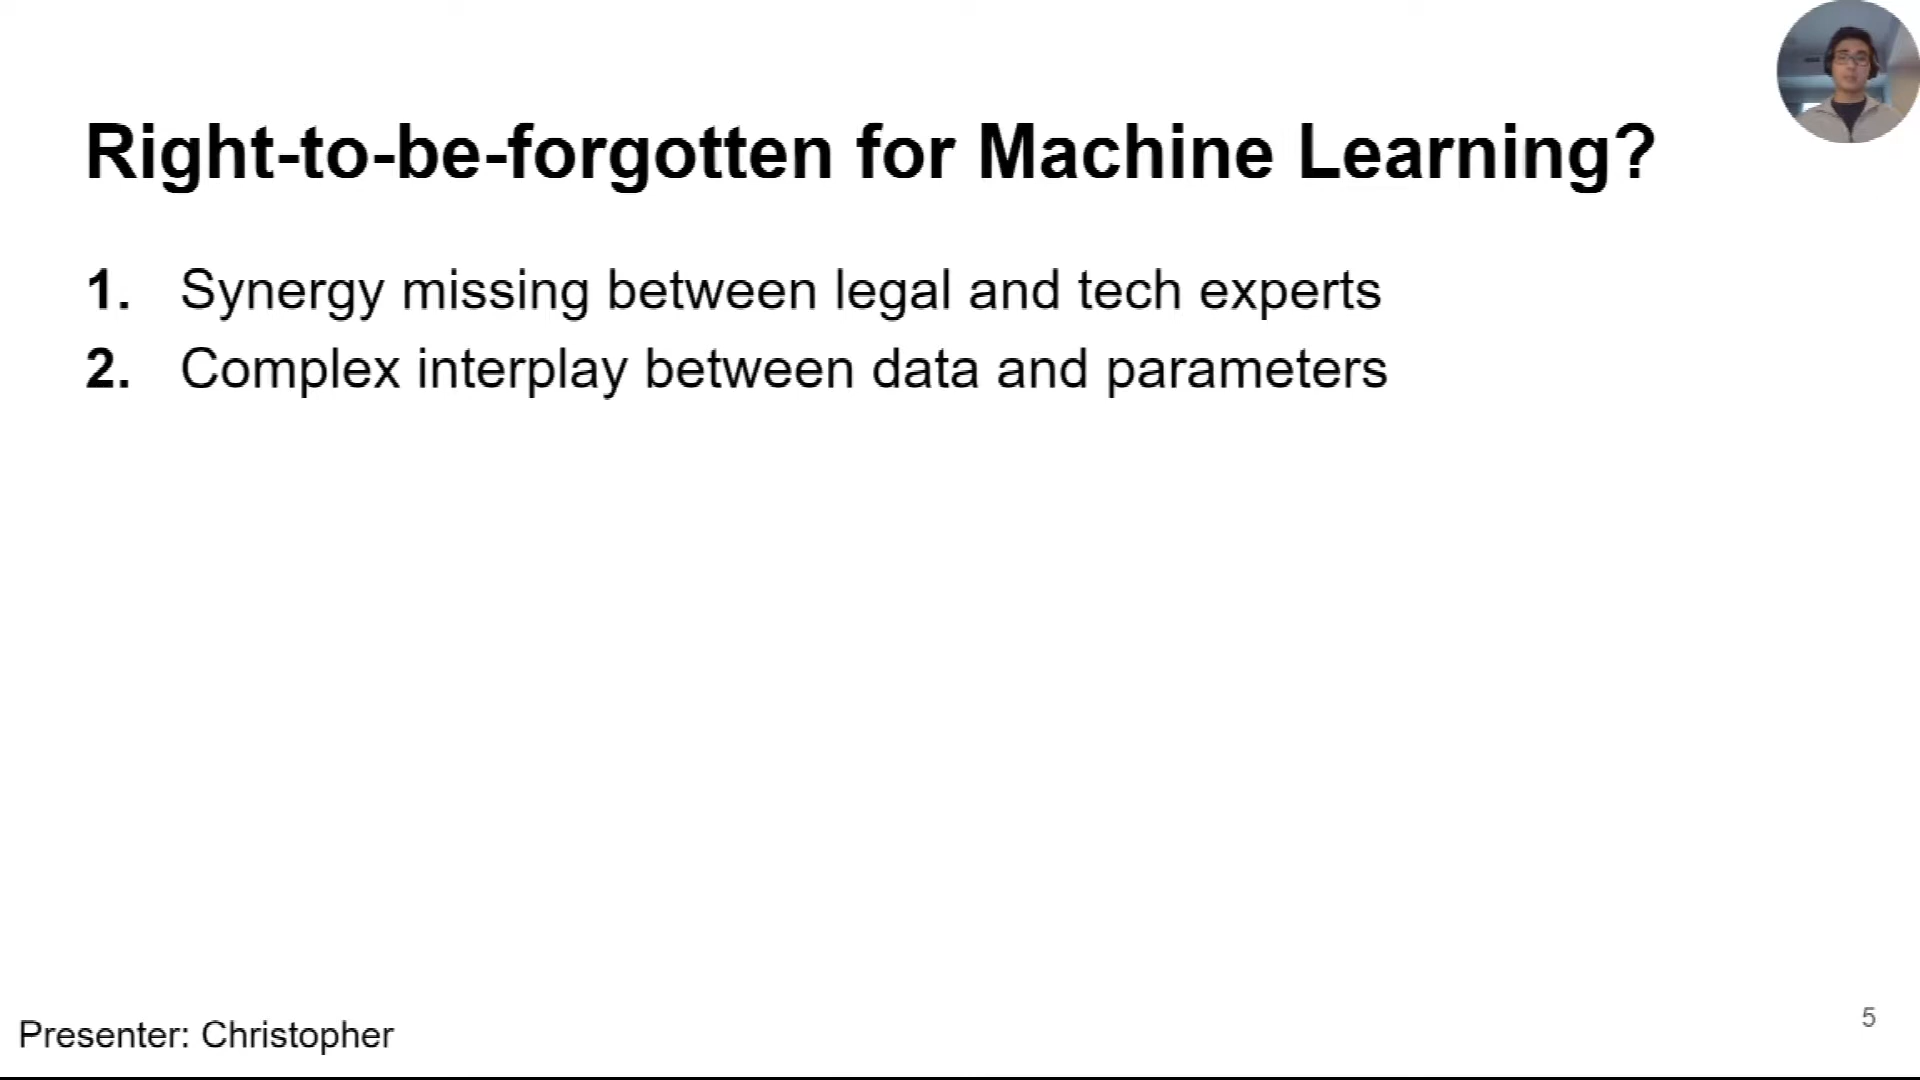 Right-to-be-forgotten for Machine Learning?
1. Synergy missing between legal and tech experts
2. Complex interplay between data and parameters
Presenter: Christopher
5